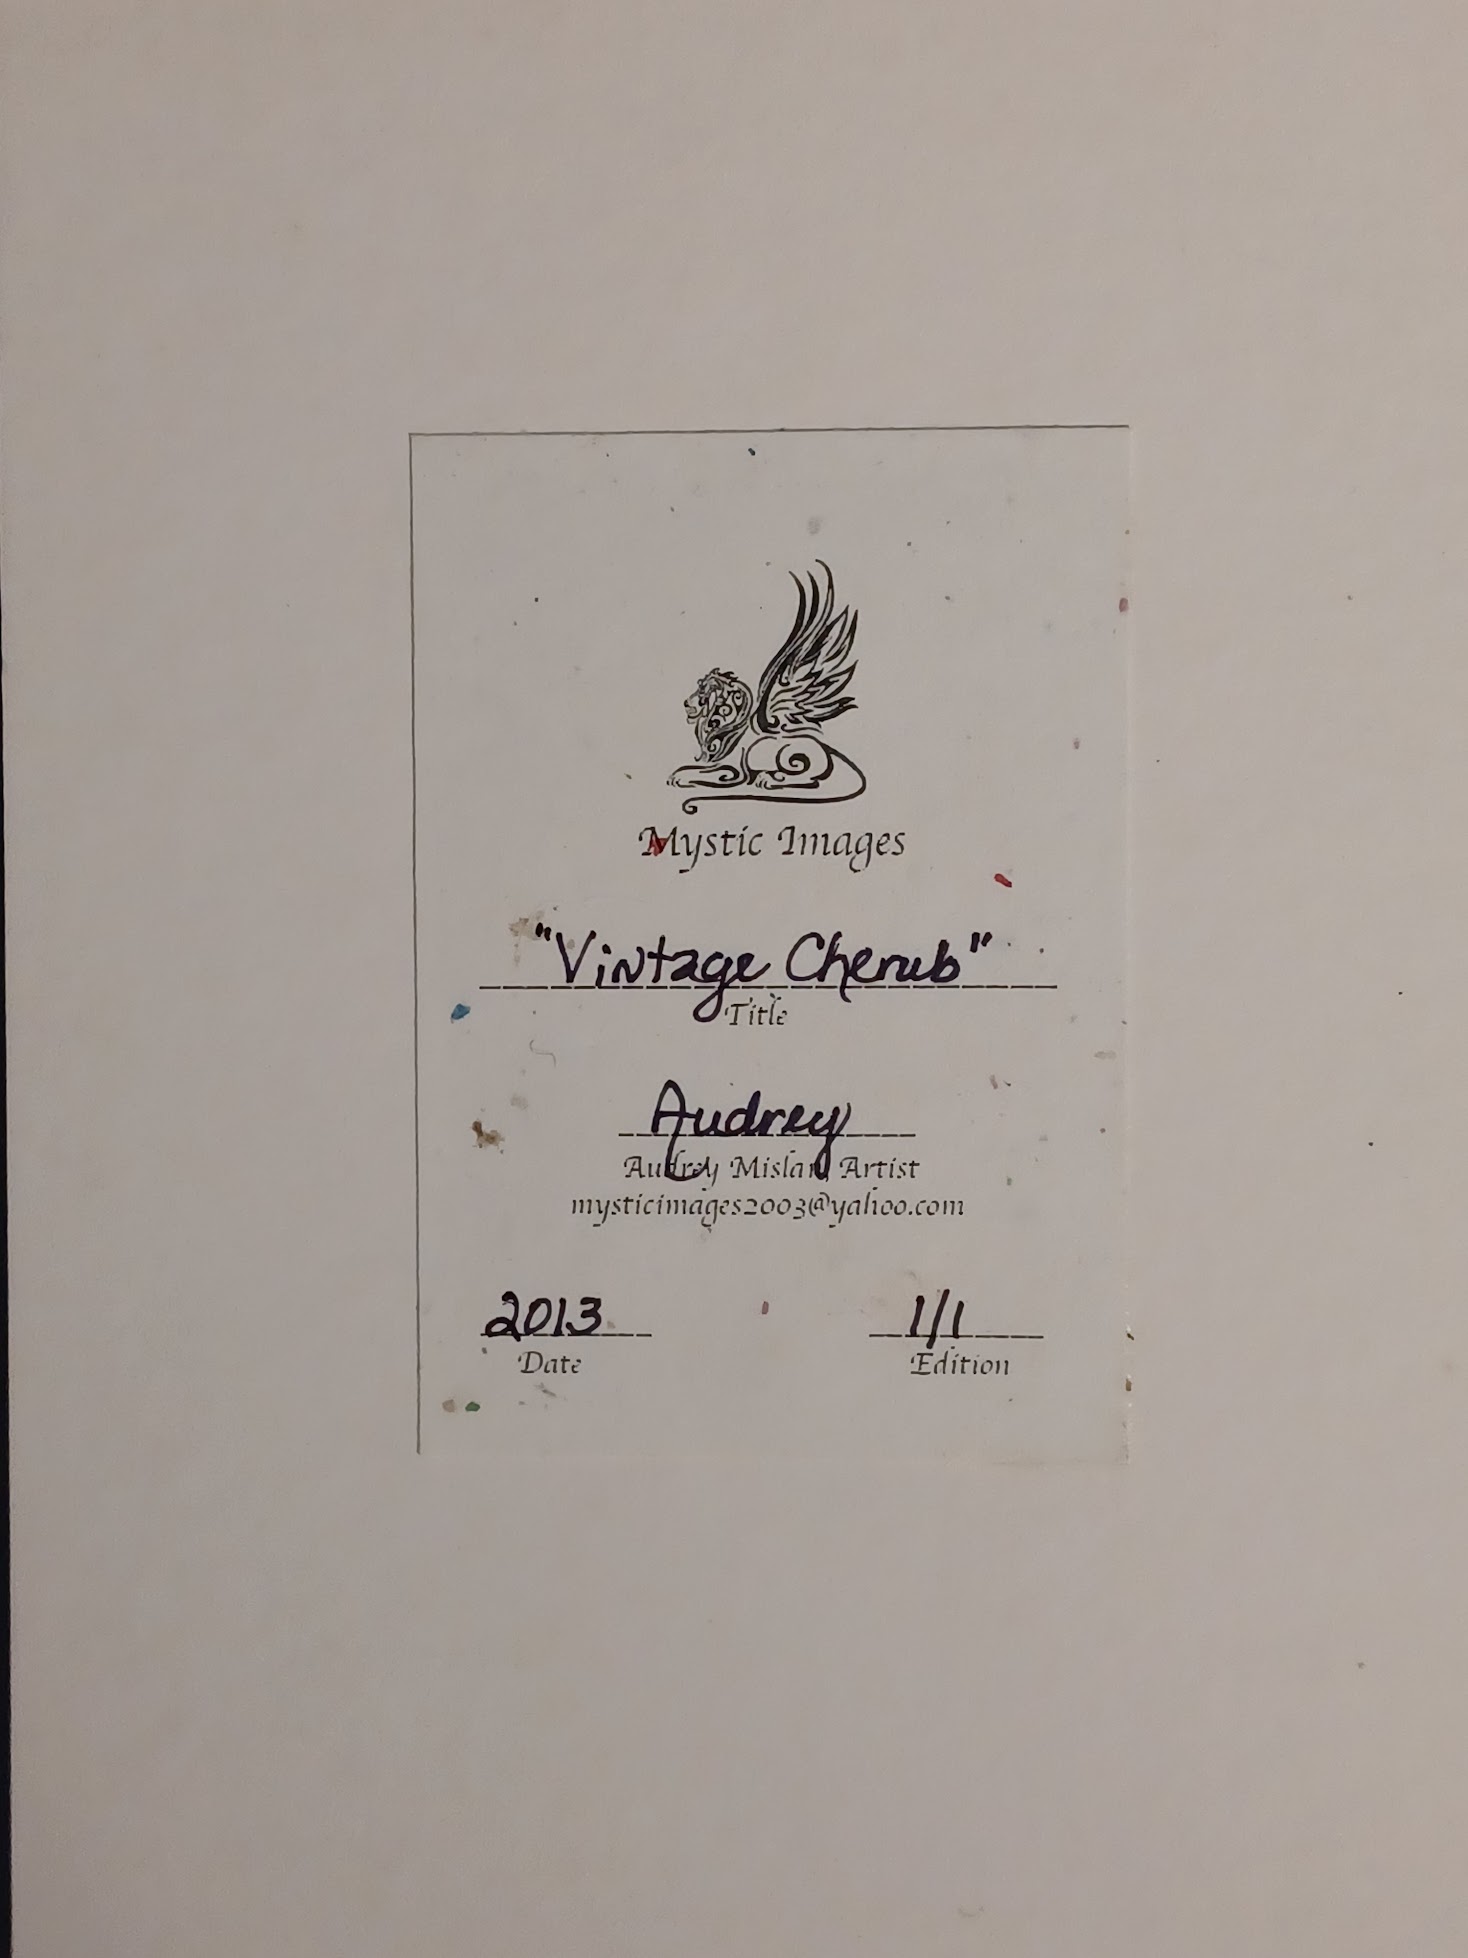 Mystic Images
"Vintage Cherub"
Title
Audrey
Audrey Mislan, Artist
mysticimages2003@yahoo.com
2013 1/1
Date Edition